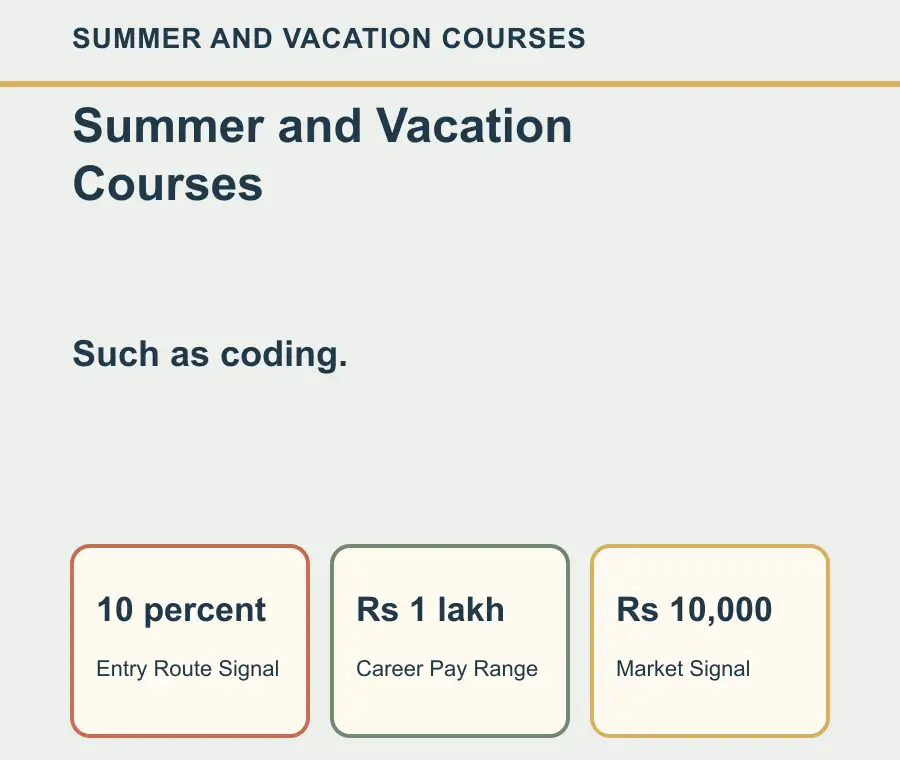 SUMMER AND VACATION COURSES
Summer and Vacation
Courses
Such as coding.
10 percent
Entry Route Signal
Rs 1 lakh
Career Pay Range
Rs 10,000
Market Signal